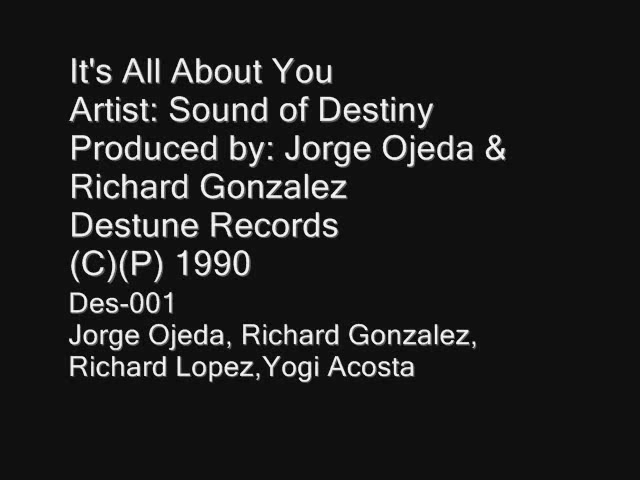 It's All About You
Artist: Sound of Destiny
Produced by: Jorge Ojeda &
Richard Gonzalez
Destune Records
(C)(P) 1990
Des-001
Jorge Ojeda, Richard Gonzalez,
Richard Lopez,Yogi Acosta